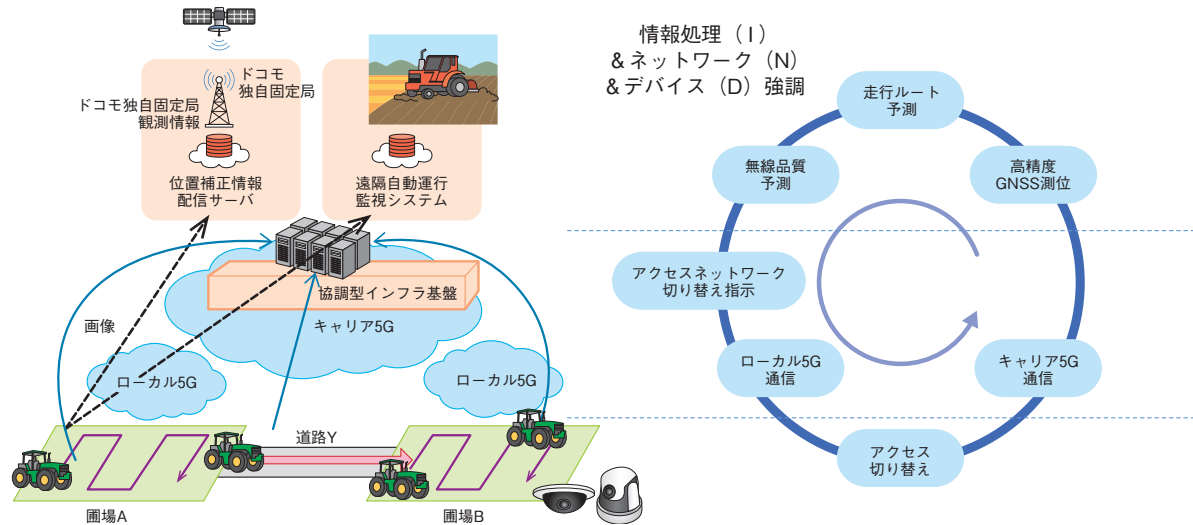 ドコモ
独自固定局
ドコモ独自固定局
観測情報
位置補正情報
配信サーバ
遠隔自動運行
監視システム
協調型インフラ基盤
キャリア5G
画像
ローカル5G
ローカル5G
道路Y
圃場A
圃場B
情報処理（I）
&ネットワーク（N）
&デバイス（D）強調
走行ルート
予測
無線品質
予測
高精度
GNSS測位
アクセスネットワーク
切り替え指示
ローカル5G
通信
キャリア5G
通信
アクセス
切り替え